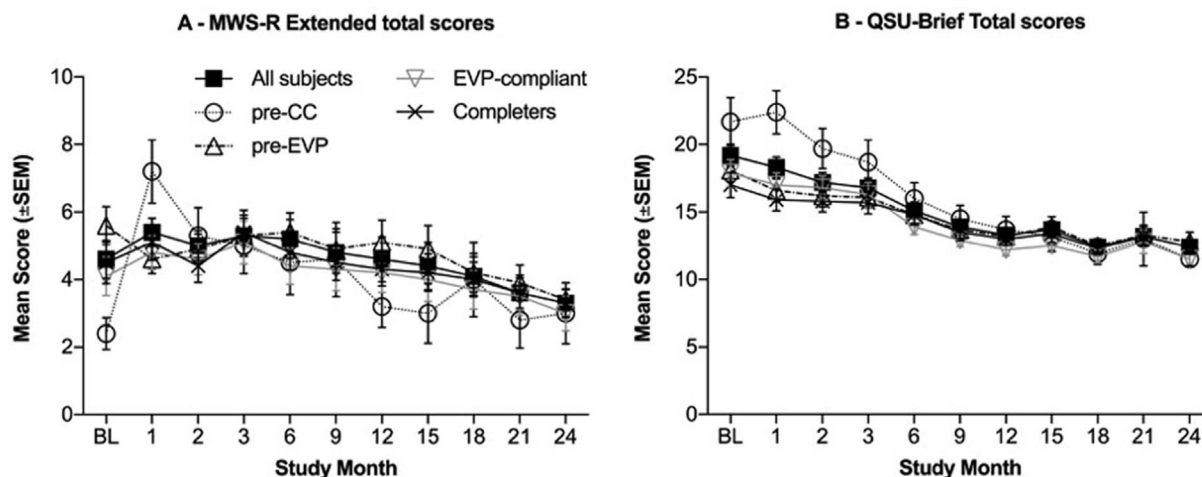 A - MWS-R Extended total scores
10
8
6
4
2
0
Mean Score (±SEM)
All subjects
pre-CC
pre-EVP
EVP-compliant
Completers
BL 1 2 3 6 9 12 15 18 21 24
Study Month
B - QSU-Brief Total scores
25
20
15
10
5
0
Mean Score (±SEM)
BL 1 2 3 6 9 12 15 18 21 24
Study Month